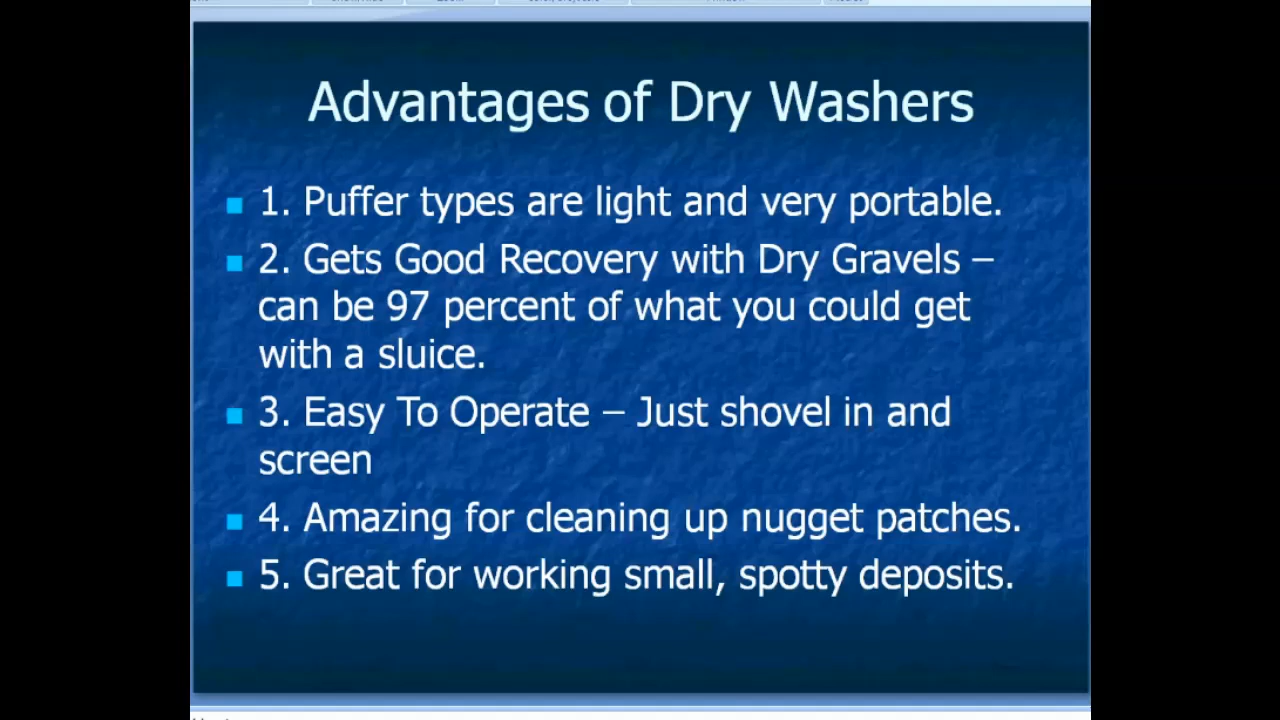 Advantages of Dry Washers
1. Puffer types are light and very portable.
2. Gets Good Recovery with Dry Gravels –
can be 97 percent of what you could get
with a sluice.
3. Easy To Operate – Just shovel in and
screen
4. Amazing for cleaning up nugget patches.
5. Great for working small, spotty deposits.